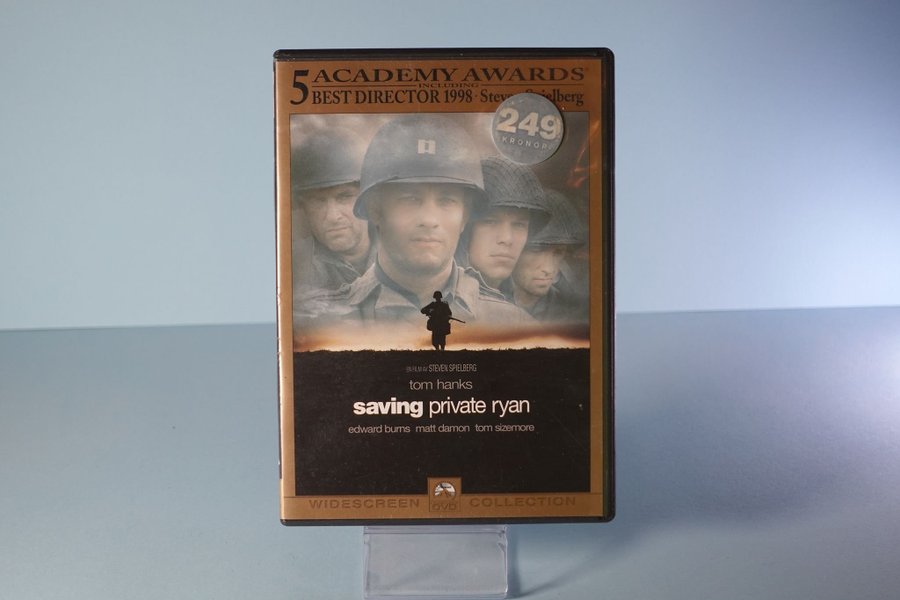 5 ACADEMY AWARDS
INCLUDING
BEST DIRECTOR 1998 · Steven Spielberg
249
KRONOR
EN FILM AV STEVEN SPIELBERG
tom hanks
saving private ryan
edward burns matt damon tom sizemore
WIDESCREEN DVD COLLECTION